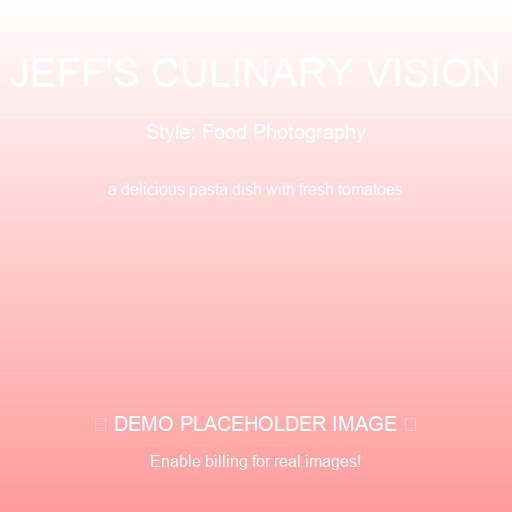 JEFF'S CULINARY VISION
Style: Food Photography
a delicious pasta dish with fresh tomatoes
DEMO PLACEHOLDER IMAGE
Enable billing for real images!